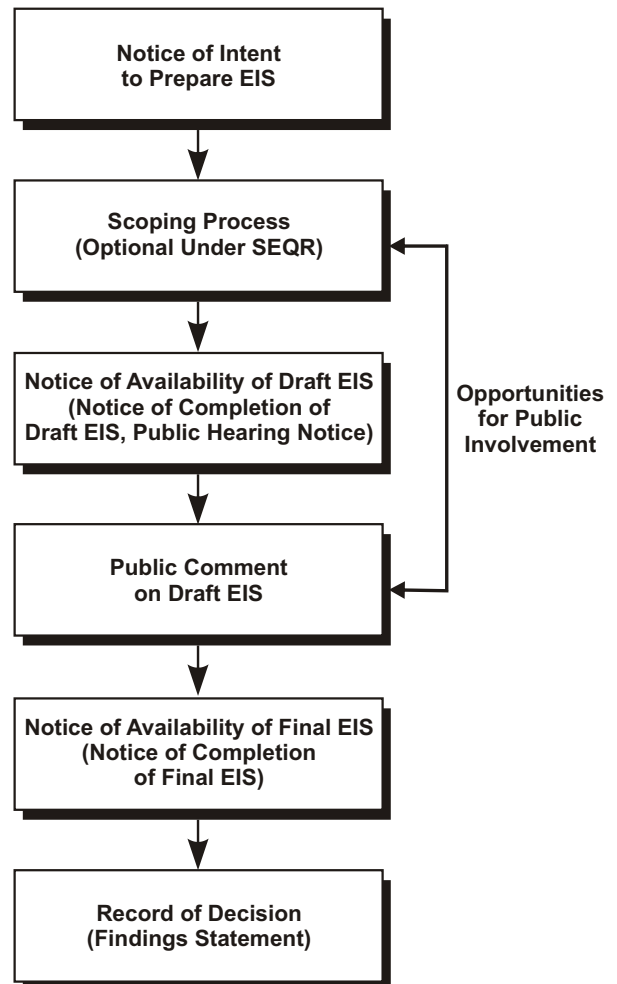 Notice of Intent
to Prepare EIS
Scoping Process
(Optional Under SEQR)
Notice of Availability of Draft EIS
(Notice of Completion of
Draft EIS, Public Hearing Notice)
Opportunities
for Public
Involvement
Public Comment
on Draft EIS
Notice of Availability of Final EIS
(Notice of Completion
of Final EIS)
Record of Decision
(Findings Statement)